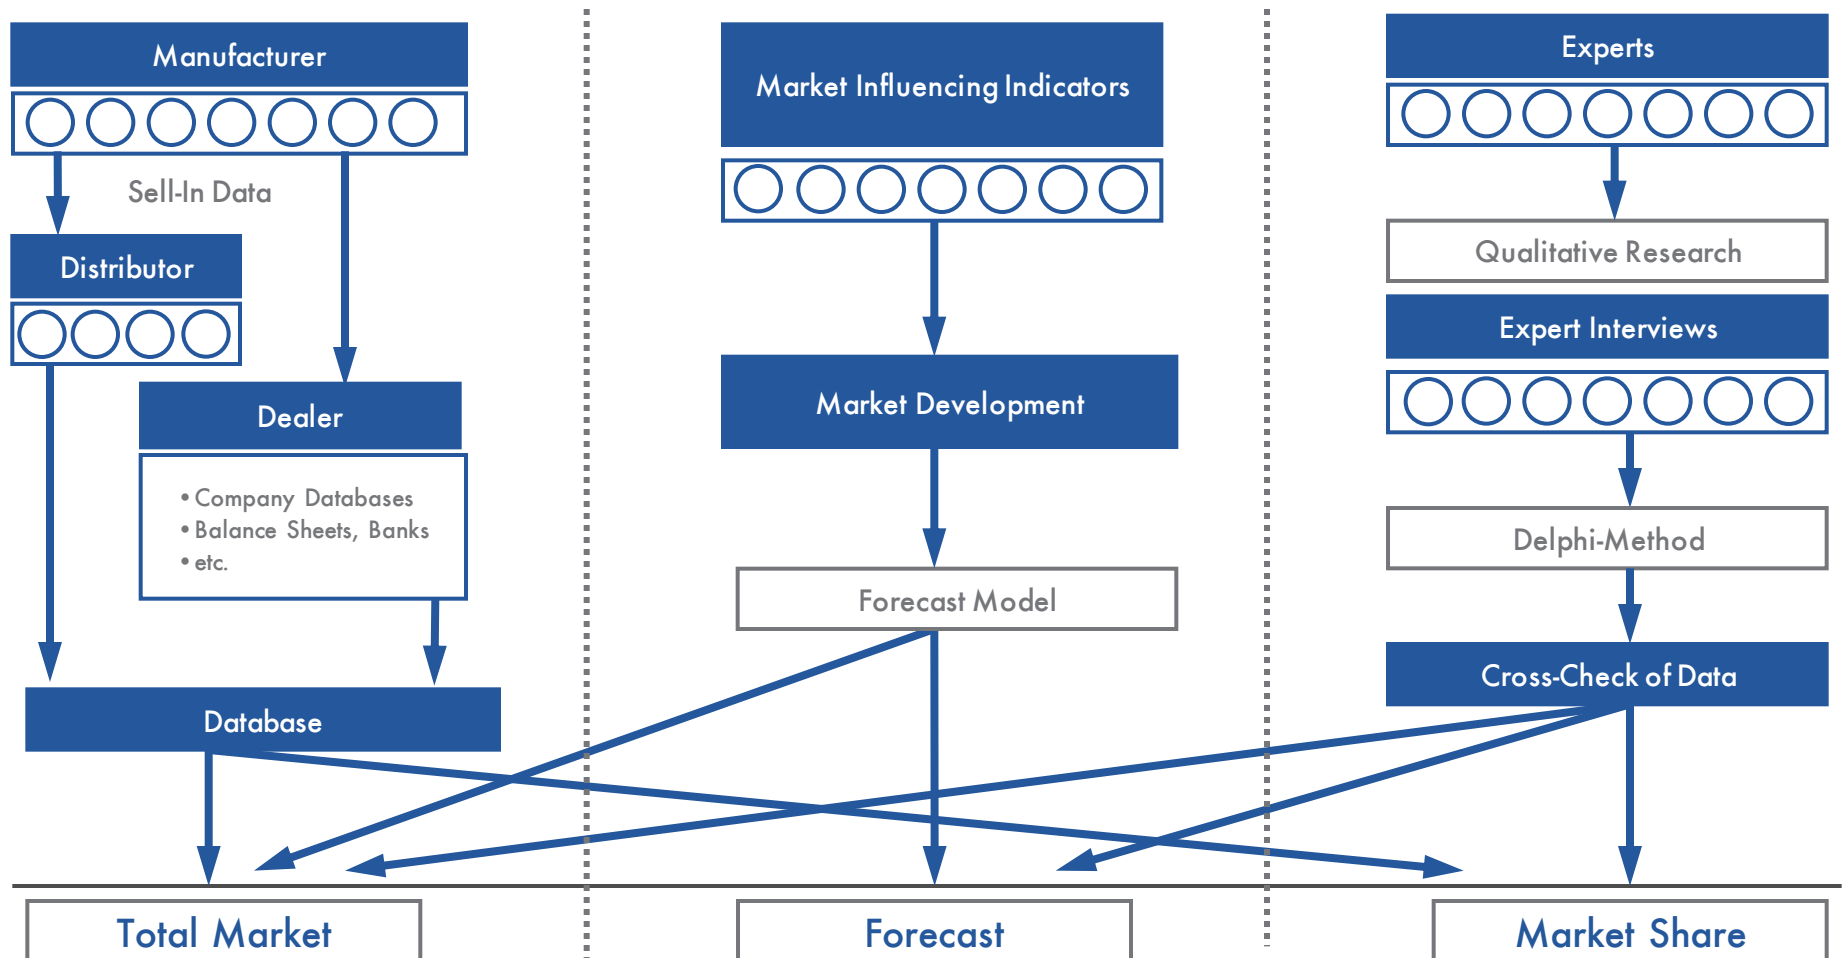 Manufacturer
Sell-In Data
Distributor
Dealer
• Company Databases
• Balance Sheets, Banks
• etc.
Database
Total Market
Market Influencing Indicators
Market Development
Forecast Model
Forecast
Experts
Qualitative Research
Expert Interviews
Delphi-Method
Cross-Check of Data
Market Share